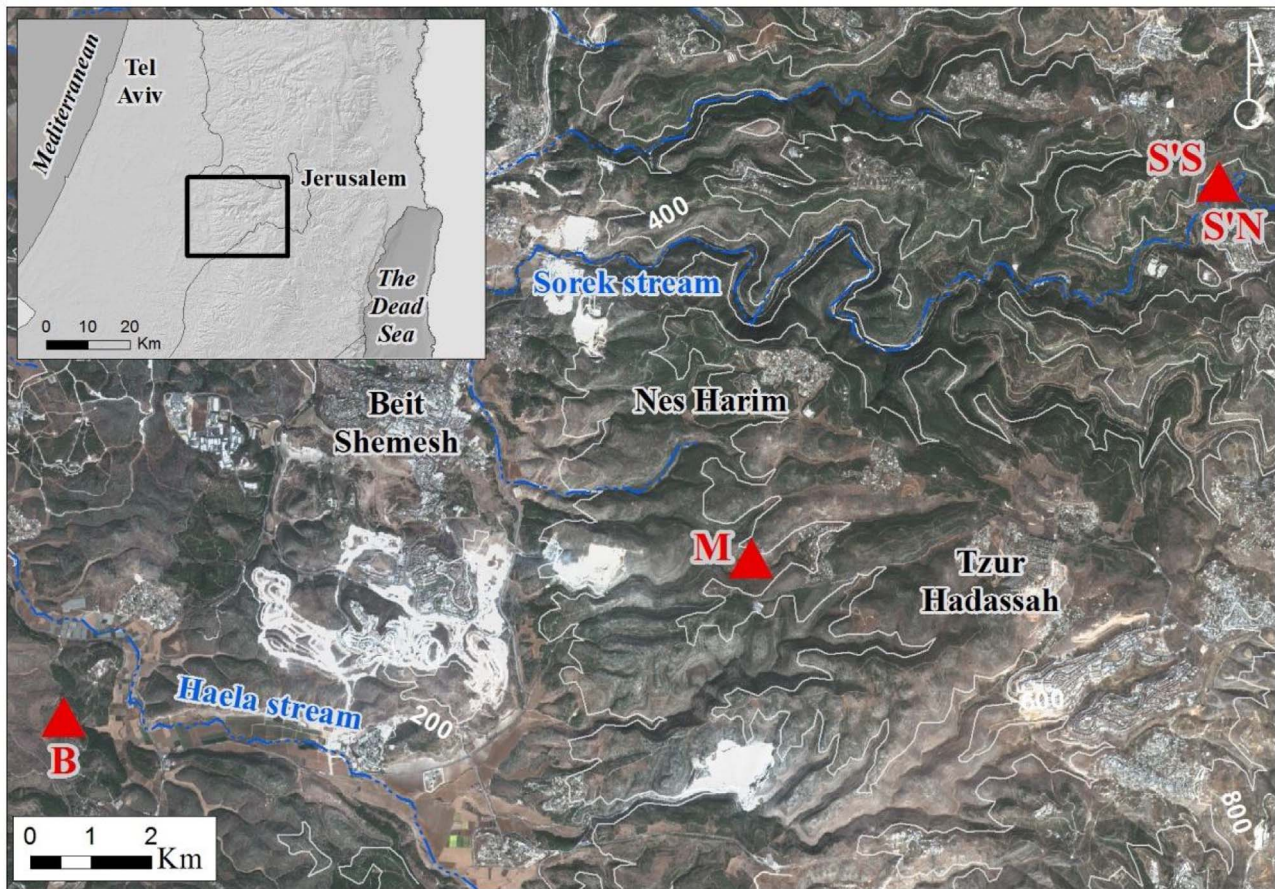 Mediterranean
Tel
Aviv
Jerusalem
The
Dead
Sea
0 10 20
Km
400
S'S
S'N
Sorek stream
Beit
Shemesh
Nes Harim
M
Tzur
Hadassah
Haela stream
200
600
B
800
0 1 2
Km